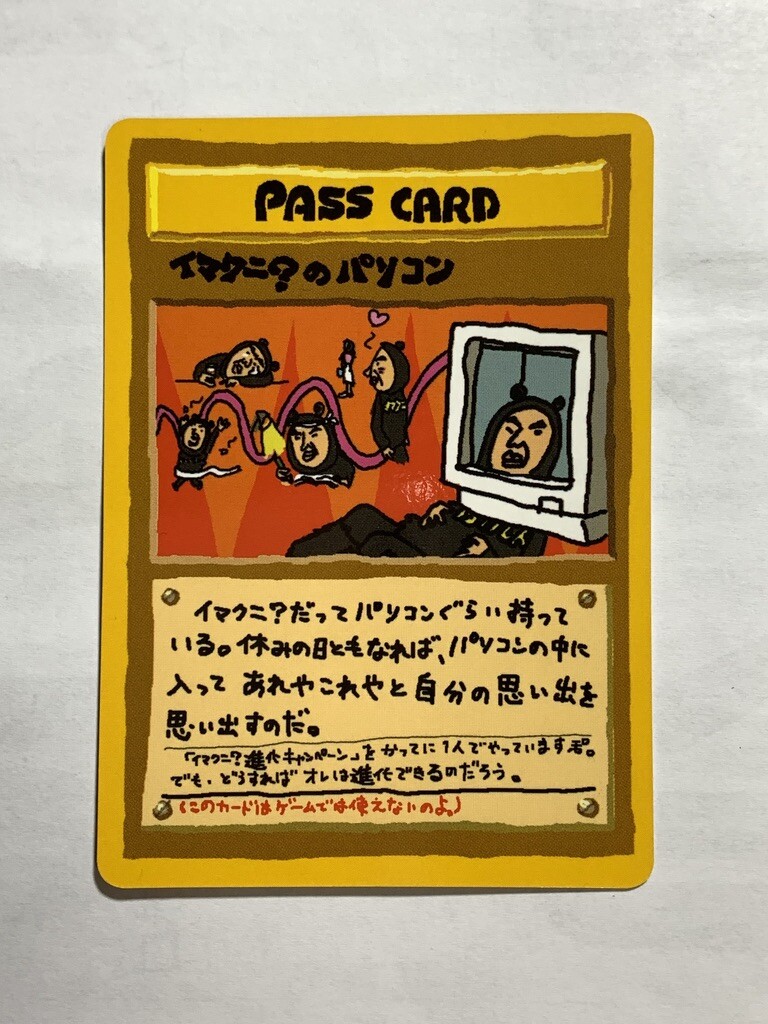 PASS CARD
イマクニ?のパソコン
イマクニ?だってパソコンぐらい持って
いる。休みの日ともなれば、パソコンの中に
入って あれやこれやと自分の思い出を
思い出すのだ。
「イマクニ?進化キャンペーン」をかってに1人でやっていますぞ。
でも、どうすればオレは進化できるのだろう。
(このカードはゲームでは使えないのよ。)